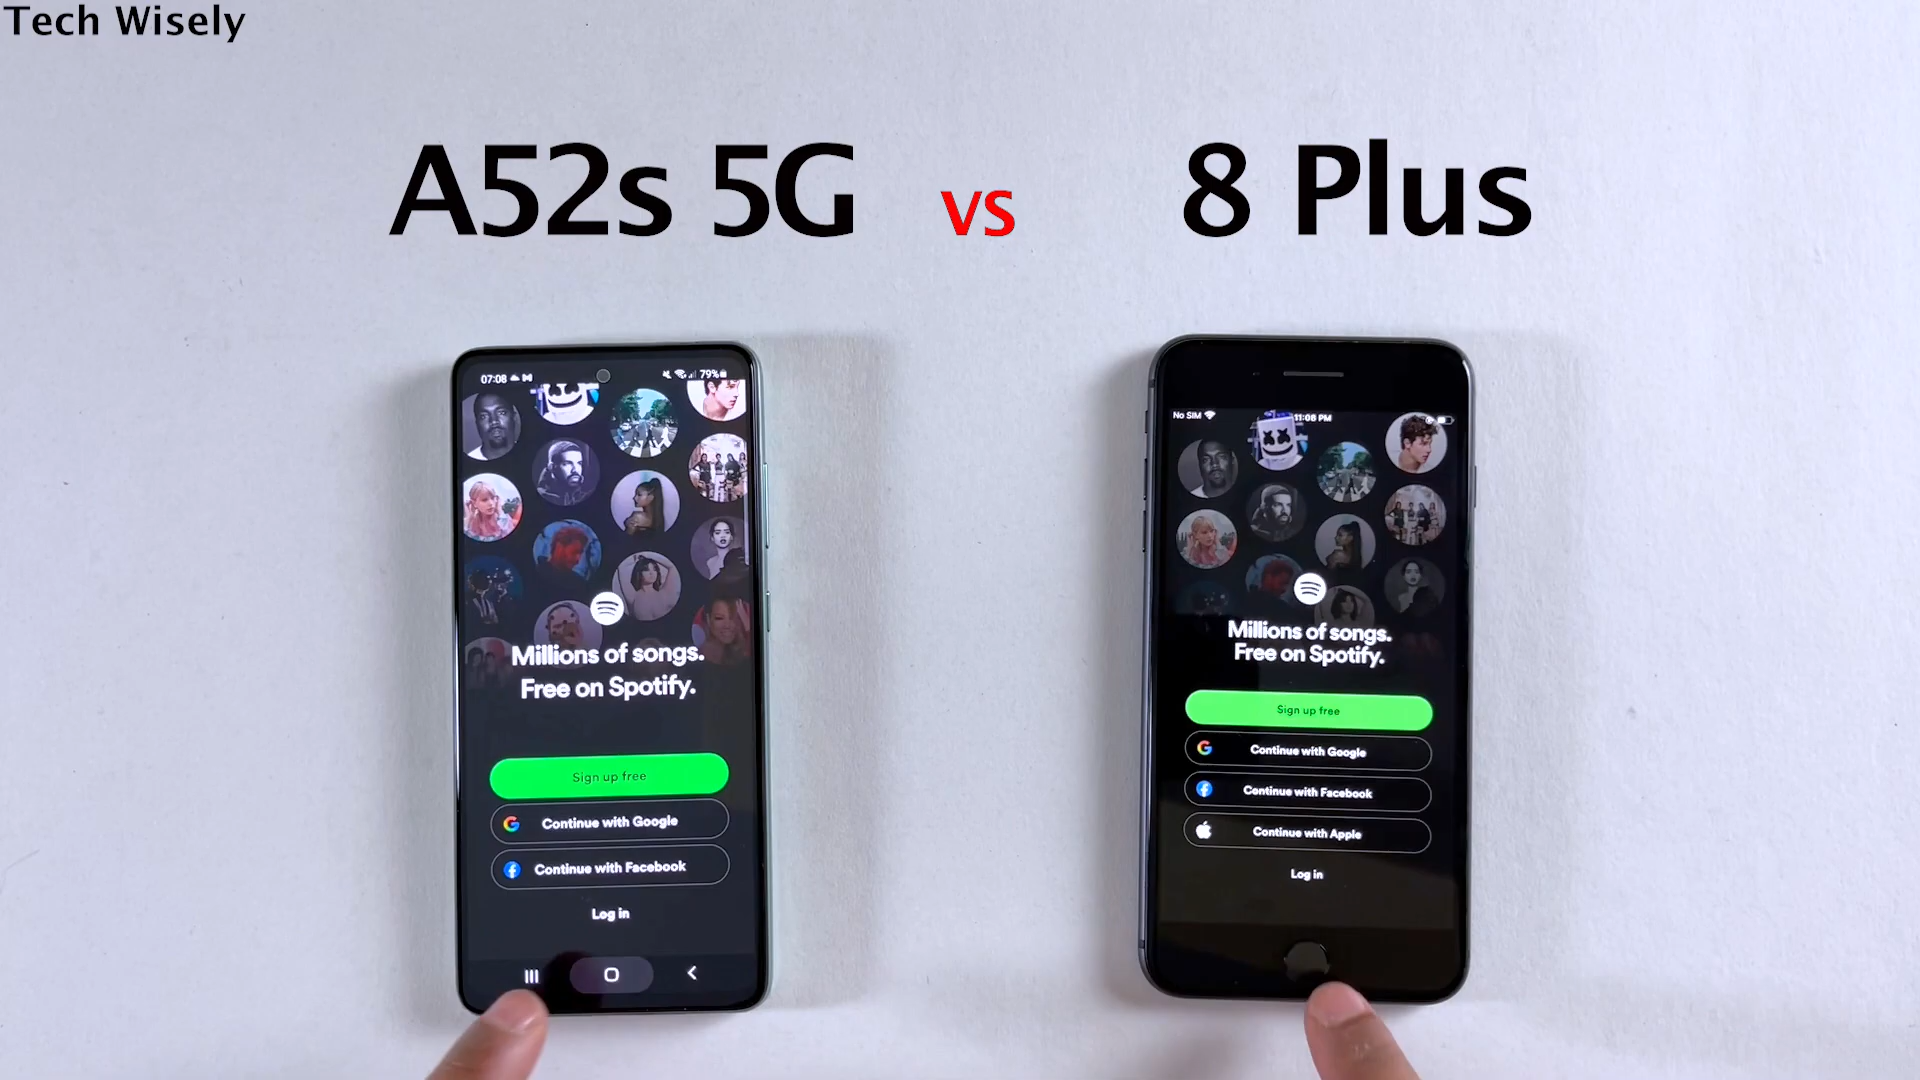 Tech Wisely
A52s 5G vs 8 Plus
07:08
79%
Millions of songs.
Free on Spotify.
Sign up free
Continue with Google
Continue with Facebook
Log in
No SIM
11:08 PM
Millions of songs.
Free on Spotify.
Sign up free
Continue with Google
Continue with Facebook
Continue with Apple
Log in